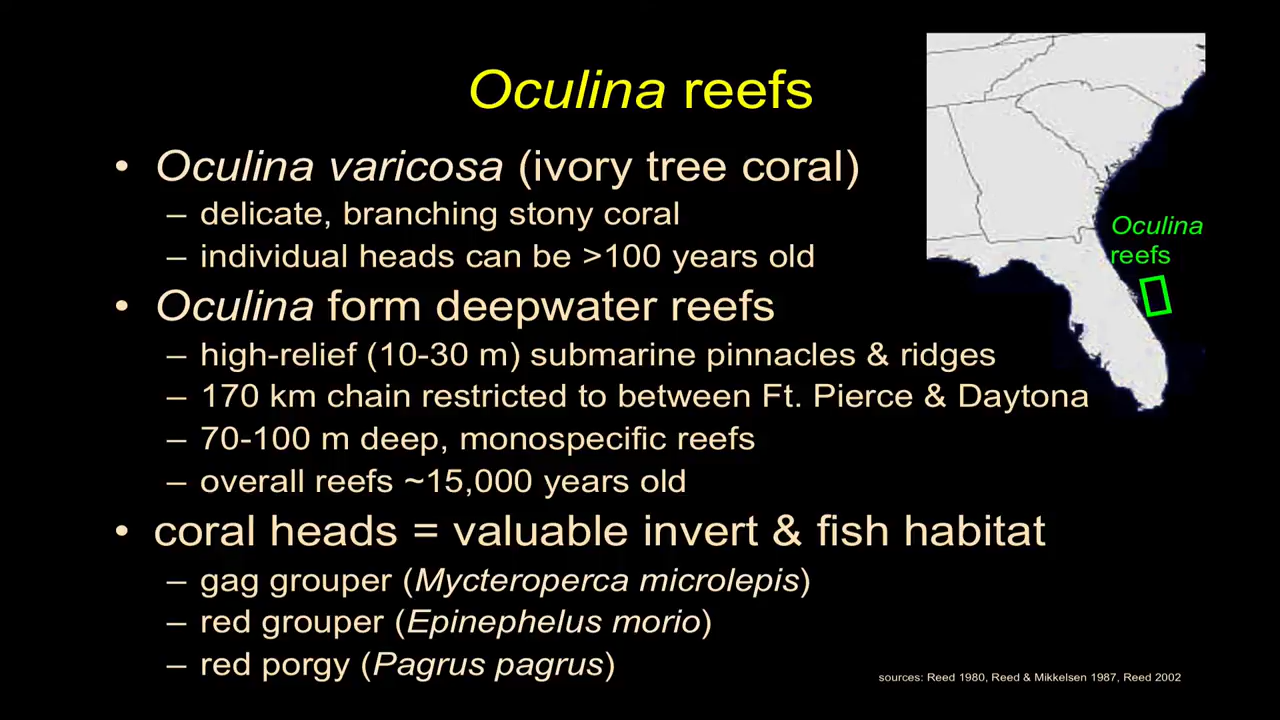 Oculina reefs
• Oculina varicosa (ivory tree coral)
– delicate, branching stony coral
– individual heads can be >100 years old
• Oculina form deepwater reefs
– high-relief (10-30 m) submarine pinnacles & ridges
– 170 km chain restricted to between Ft. Pierce & Daytona
– 70-100 m deep, monospecific reefs
– overall reefs ~15,000 years old
• coral heads = valuable invert & fish habitat
– gag grouper (Mycteroperca microlepis)
– red grouper (Epinephelus morio)
– red porgy (Pagrus pagrus)
Oculina
reefs
sources: Reed 1980, Reed & Mikkelsen 1987, Reed 2002